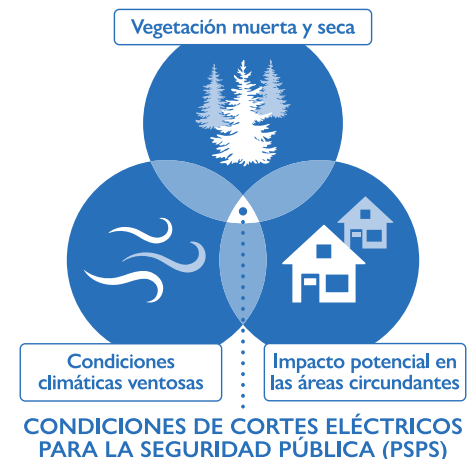 Vegetación muerta y seca
Condiciones
climáticas ventosas
Impacto potencial en
las áreas circundantes
CONDICIONES DE CORTES ELÉCTRICOS
PARA LA SEGURIDAD PÚBLICA (PSPS)